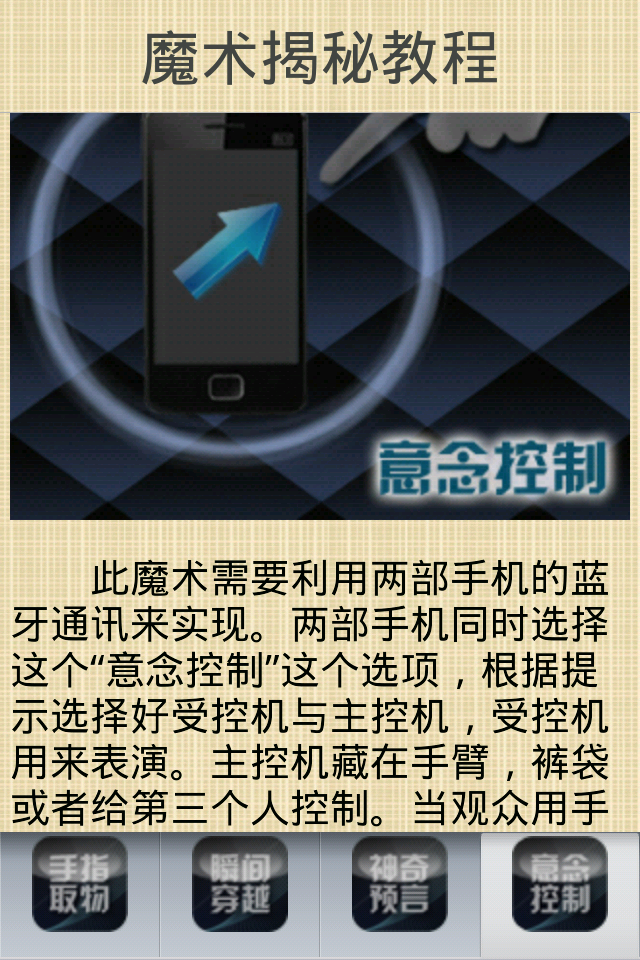 魔术揭秘教程
意念控制
此魔术需要利用两部手机的蓝
牙通讯来实现。两部手机同时选择
这个“意念控制”这个选项，根据提
示选择好受控机与主控机，受控机
用来表演。主控机藏在手臂，裤袋
或者给第三个人控制。当观众用手
手指
取物
瞬间
穿越
神奇
预言
意念
控制